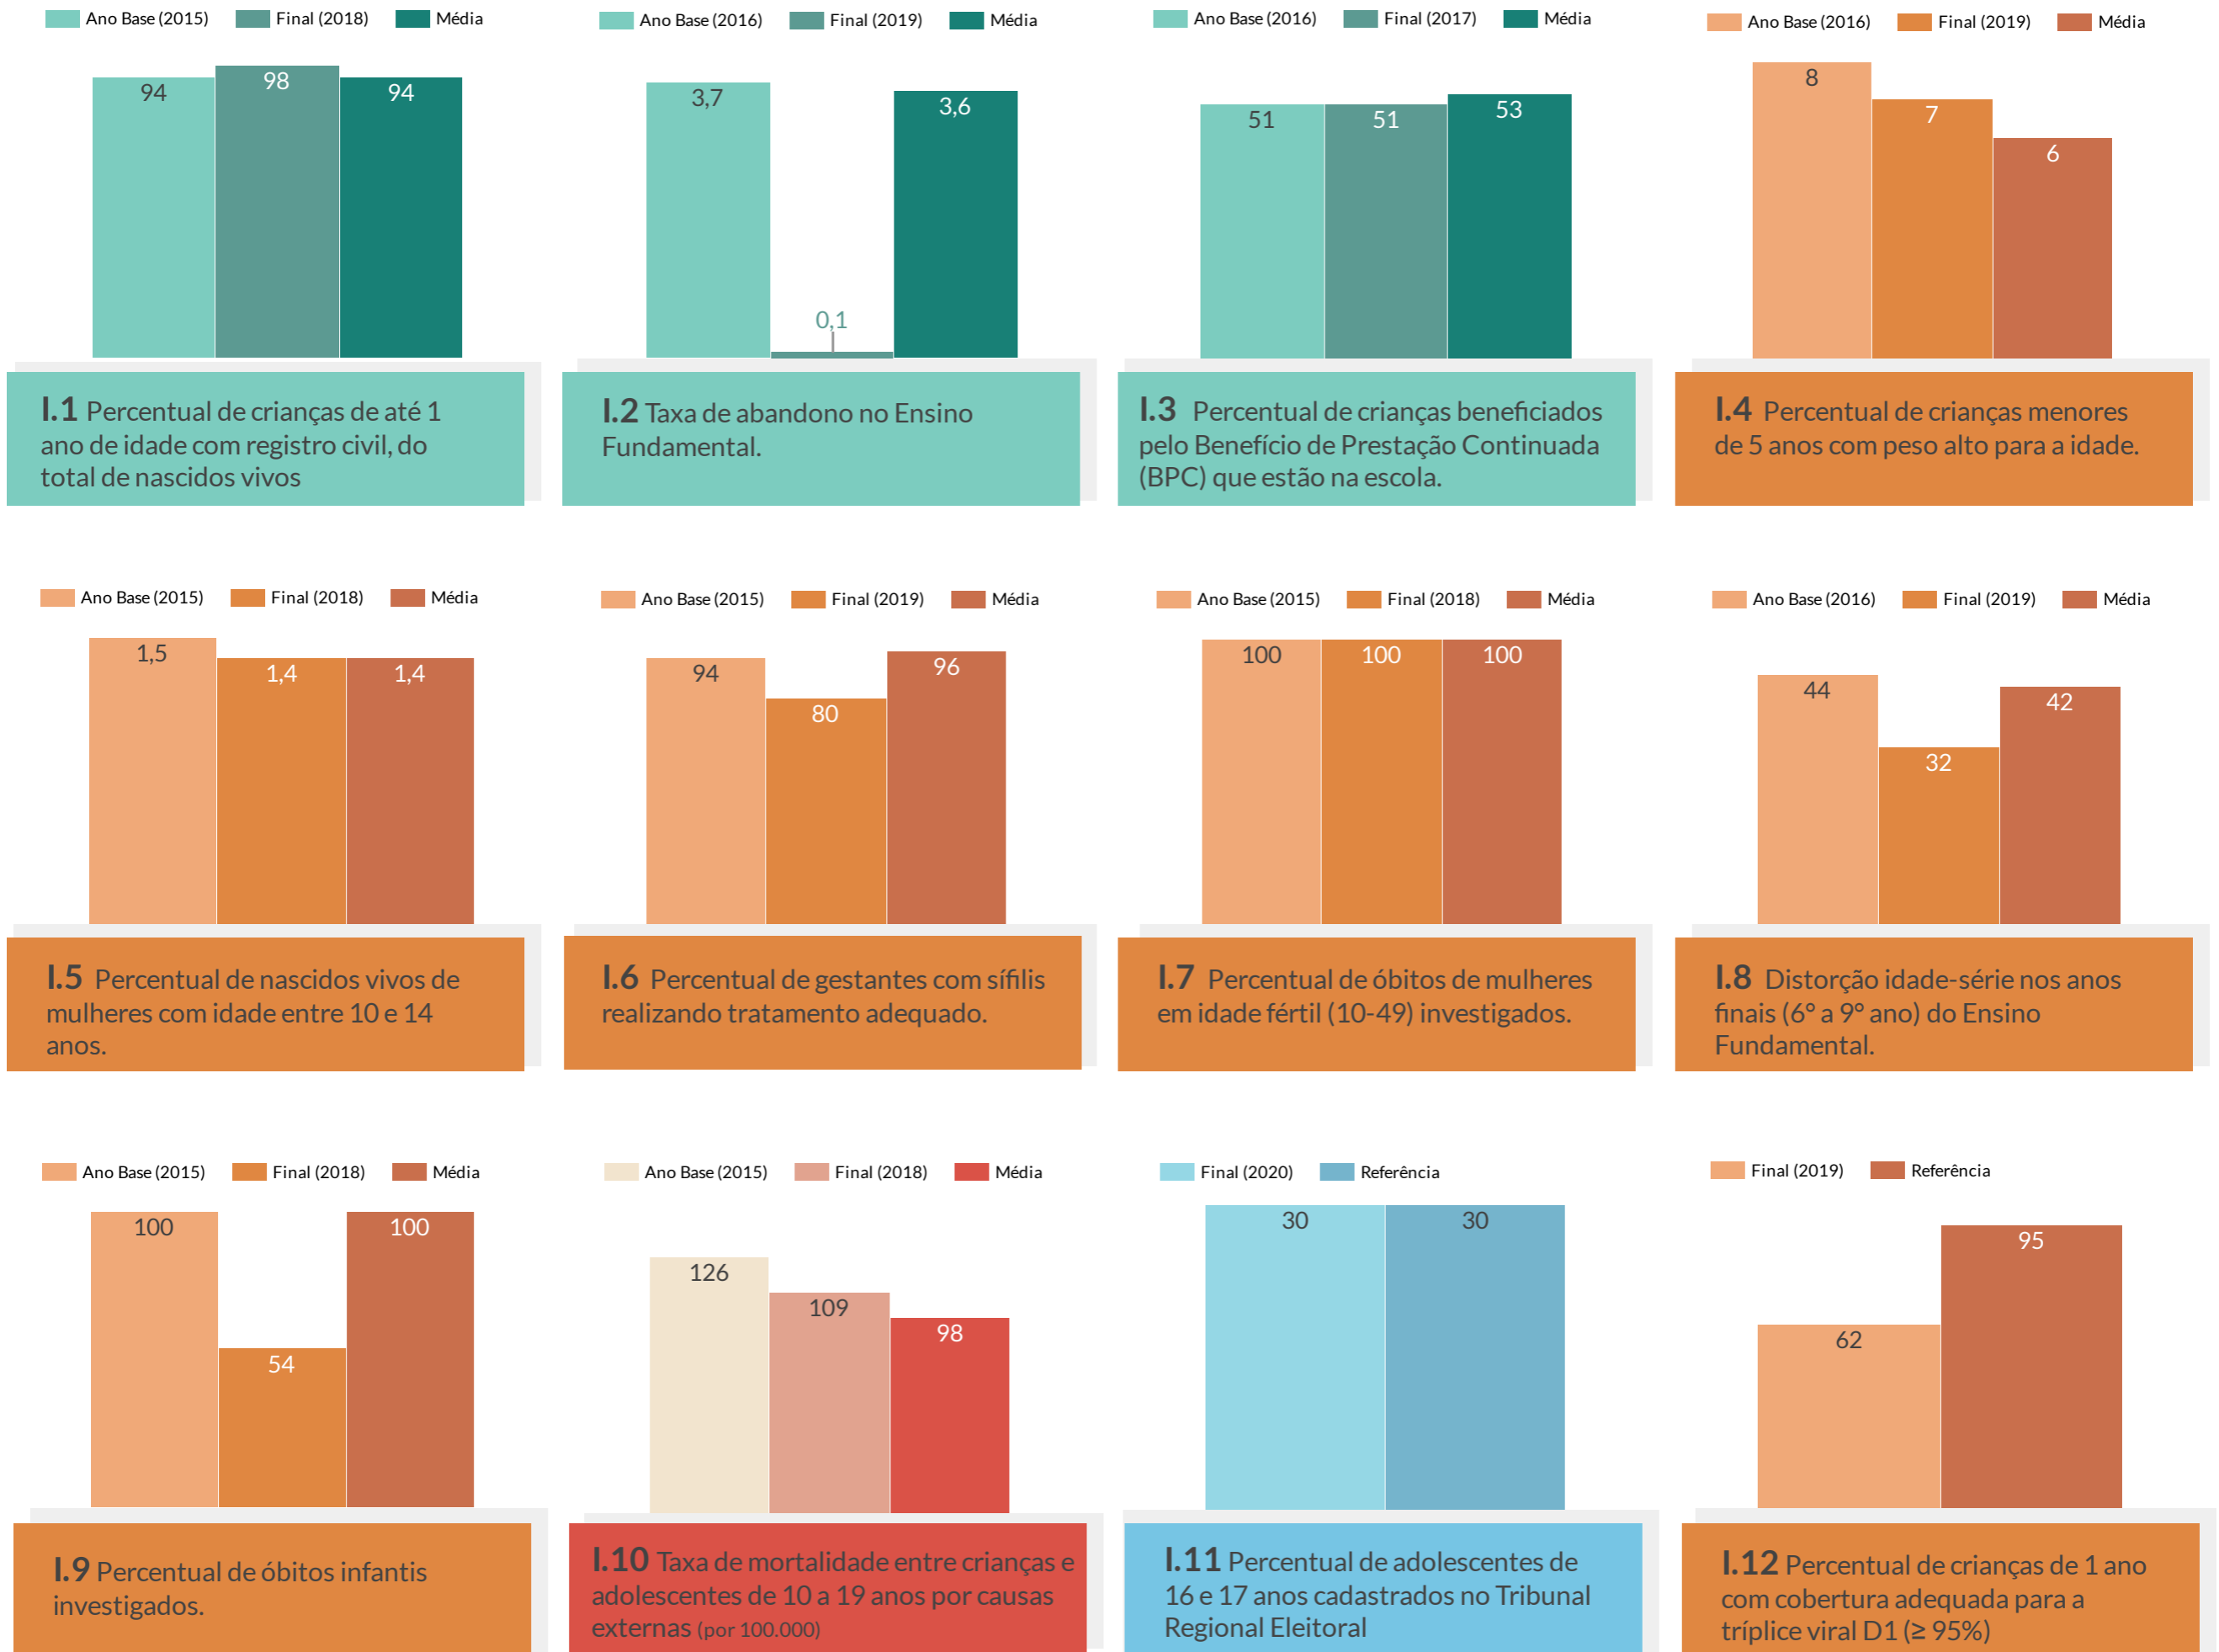 Ano Base (2015) Final (2018) Média
94 98 94
I.1 Percentual de crianças de até 1
ano de idade com registro civil, do
total de nascidos vivos
Ano Base (2016) Final (2019) Média
3,7 0,1 3,6
I.2 Taxa de abandono no Ensino
Fundamental.
Ano Base (2016) Final (2017) Média
51 51 53
I.3 Percentual de crianças beneficiados
pelo Benefício de Prestação Continuada
(BPC) que estão na escola.
Ano Base (2016) Final (2019) Média
8 7 6
I.4 Percentual de crianças menores
de 5 anos com peso alto para a idade.
Ano Base (2015) Final (2018) Média
1,5 1,4 1,4
I.5 Percentual de nascidos vivos de
mulheres com idade entre 10 e 14
anos.
Ano Base (2015) Final (2019) Média
94 80 96
I.6 Percentual de gestantes com sífilis
realizando tratamento adequado.
Ano Base (2015) Final (2018) Média
100 100 100
I.7 Percentual de óbitos de mulheres
em idade fértil (10-49) investigados.
Ano Base (2016) Final (2019) Média
44 32 42
I.8 Distorção idade-série nos anos
finais (6° a 9° ano) do Ensino
Fundamental.
Ano Base (2015) Final (2018) Média
100 54 100
I.9 Percentual de óbitos infantis
investigados.
Ano Base (2015) Final (2018) Média
126 109 98
I.10 Taxa de mortalidade entre crianças e
adolescentes de 10 a 19 anos por causas
externas (por 100.000)
Final (2020) Referência
30 30
I.11 Percentual de adolescentes de
16 e 17 anos cadastrados no Tribunal
Regional Eleitoral
Final (2019) Referência
62 95
I.12 Percentual de crianças de 1 ano
com cobertura adequada para a
tríplice viral D1 (≥ 95%)